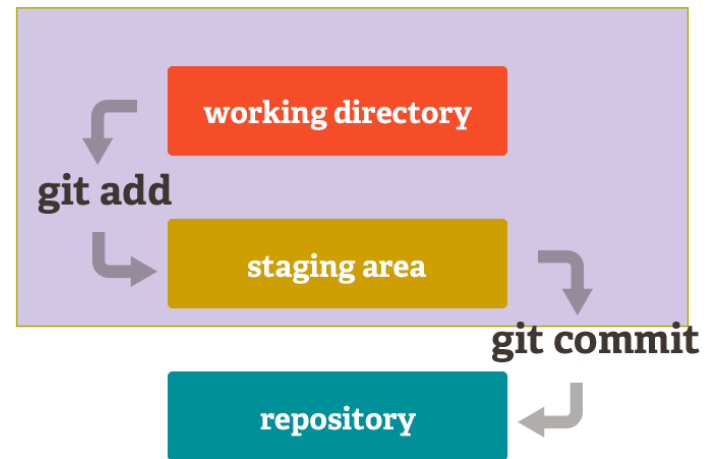 working directory
git add
staging area
git commit
repository